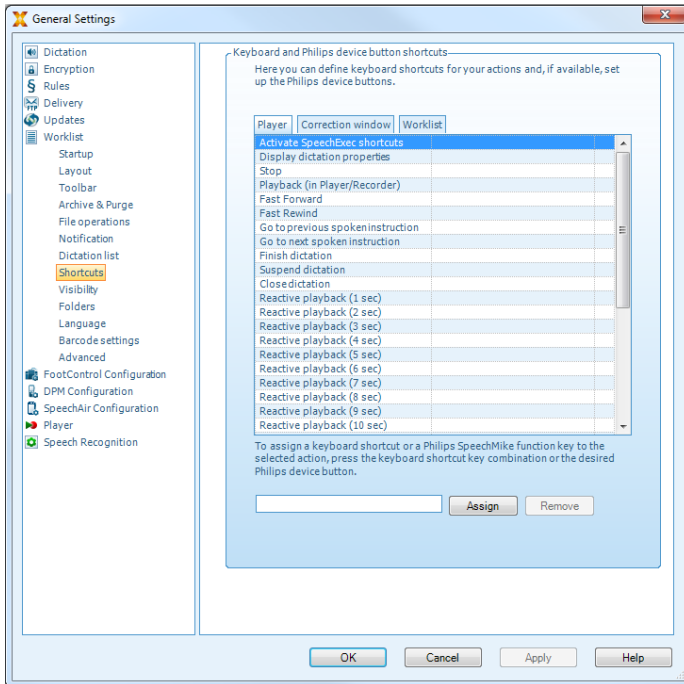 General Settings
Dictation
Encryption
Rules
Delivery
Updates
Worklist
Startup
Layout
Toolbar
Archive & Purge
File operations
Notification
Dictation list
Shortcuts
Visibility
Folders
Language
Barcode settings
Advanced
FootControl Configuration
DPM Configuration
SpeechAir Configuration
Player
Speech Recognition
Keyboard and Philips device button shortcuts
Here you can define keyboard shortcuts for your actions and, if available, set
up the Philips device buttons.
Player Correction window Worklist
Activate SpeechExec shortcuts
Display dictation properties
Stop
Playback (in Player/Recorder)
Fast Forward
Fast Rewind
Go to previous spoken instruction
Go to next spoken instruction
Finish dictation
Suspend dictation
Close dictation
Reactive playback (1 sec)
Reactive playback (2 sec)
Reactive playback (3 sec)
Reactive playback (4 sec)
Reactive playback (5 sec)
Reactive playback (6 sec)
Reactive playback (7 sec)
Reactive playback (8 sec)
Reactive playback (9 sec)
Reactive playback (10 sec)
To assign a keyboard shortcut or a Philips SpeechMike function key to the
selected action, press the keyboard shortcut key combination or the desired
Philips device button.
Assign Remove
OK Cancel Apply Help